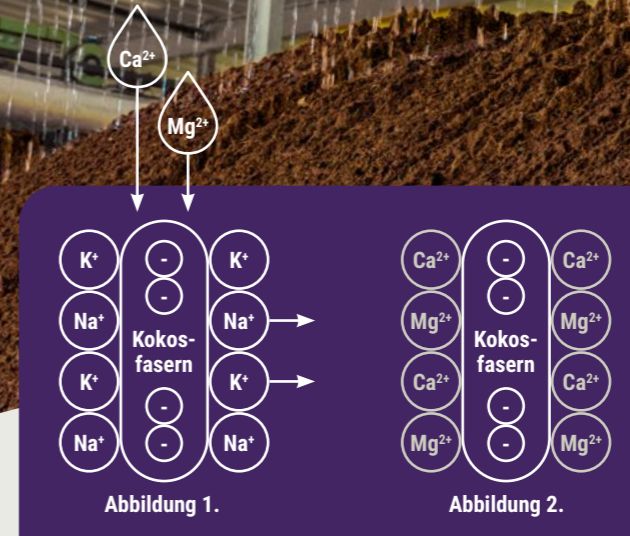 Ca²⁺
Mg²⁺
K⁺ - K⁺
-
Na⁺ Na⁺
Kokos-
fasern
K⁺ K⁺
-
Na⁺ - Na⁺
Abbildung 1.
Ca²⁺ - Ca²⁺
-
Mg²⁺ Mg²⁺
Kokos-
fasern
Ca²⁺ Ca²⁺
-
Mg²⁺ - Mg²⁺
Abbildung 2.